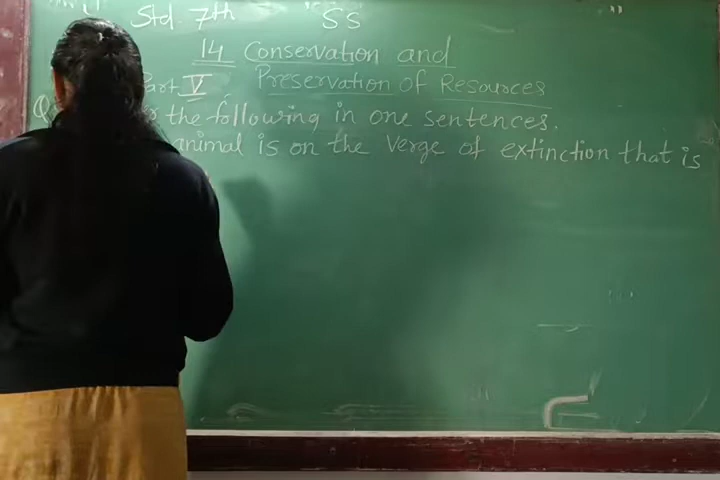 Std. 7th "SS
14 Conservation and
Part V Preservation of Resources
Q the following in one sentences.
animal is on the verge of extinction that is